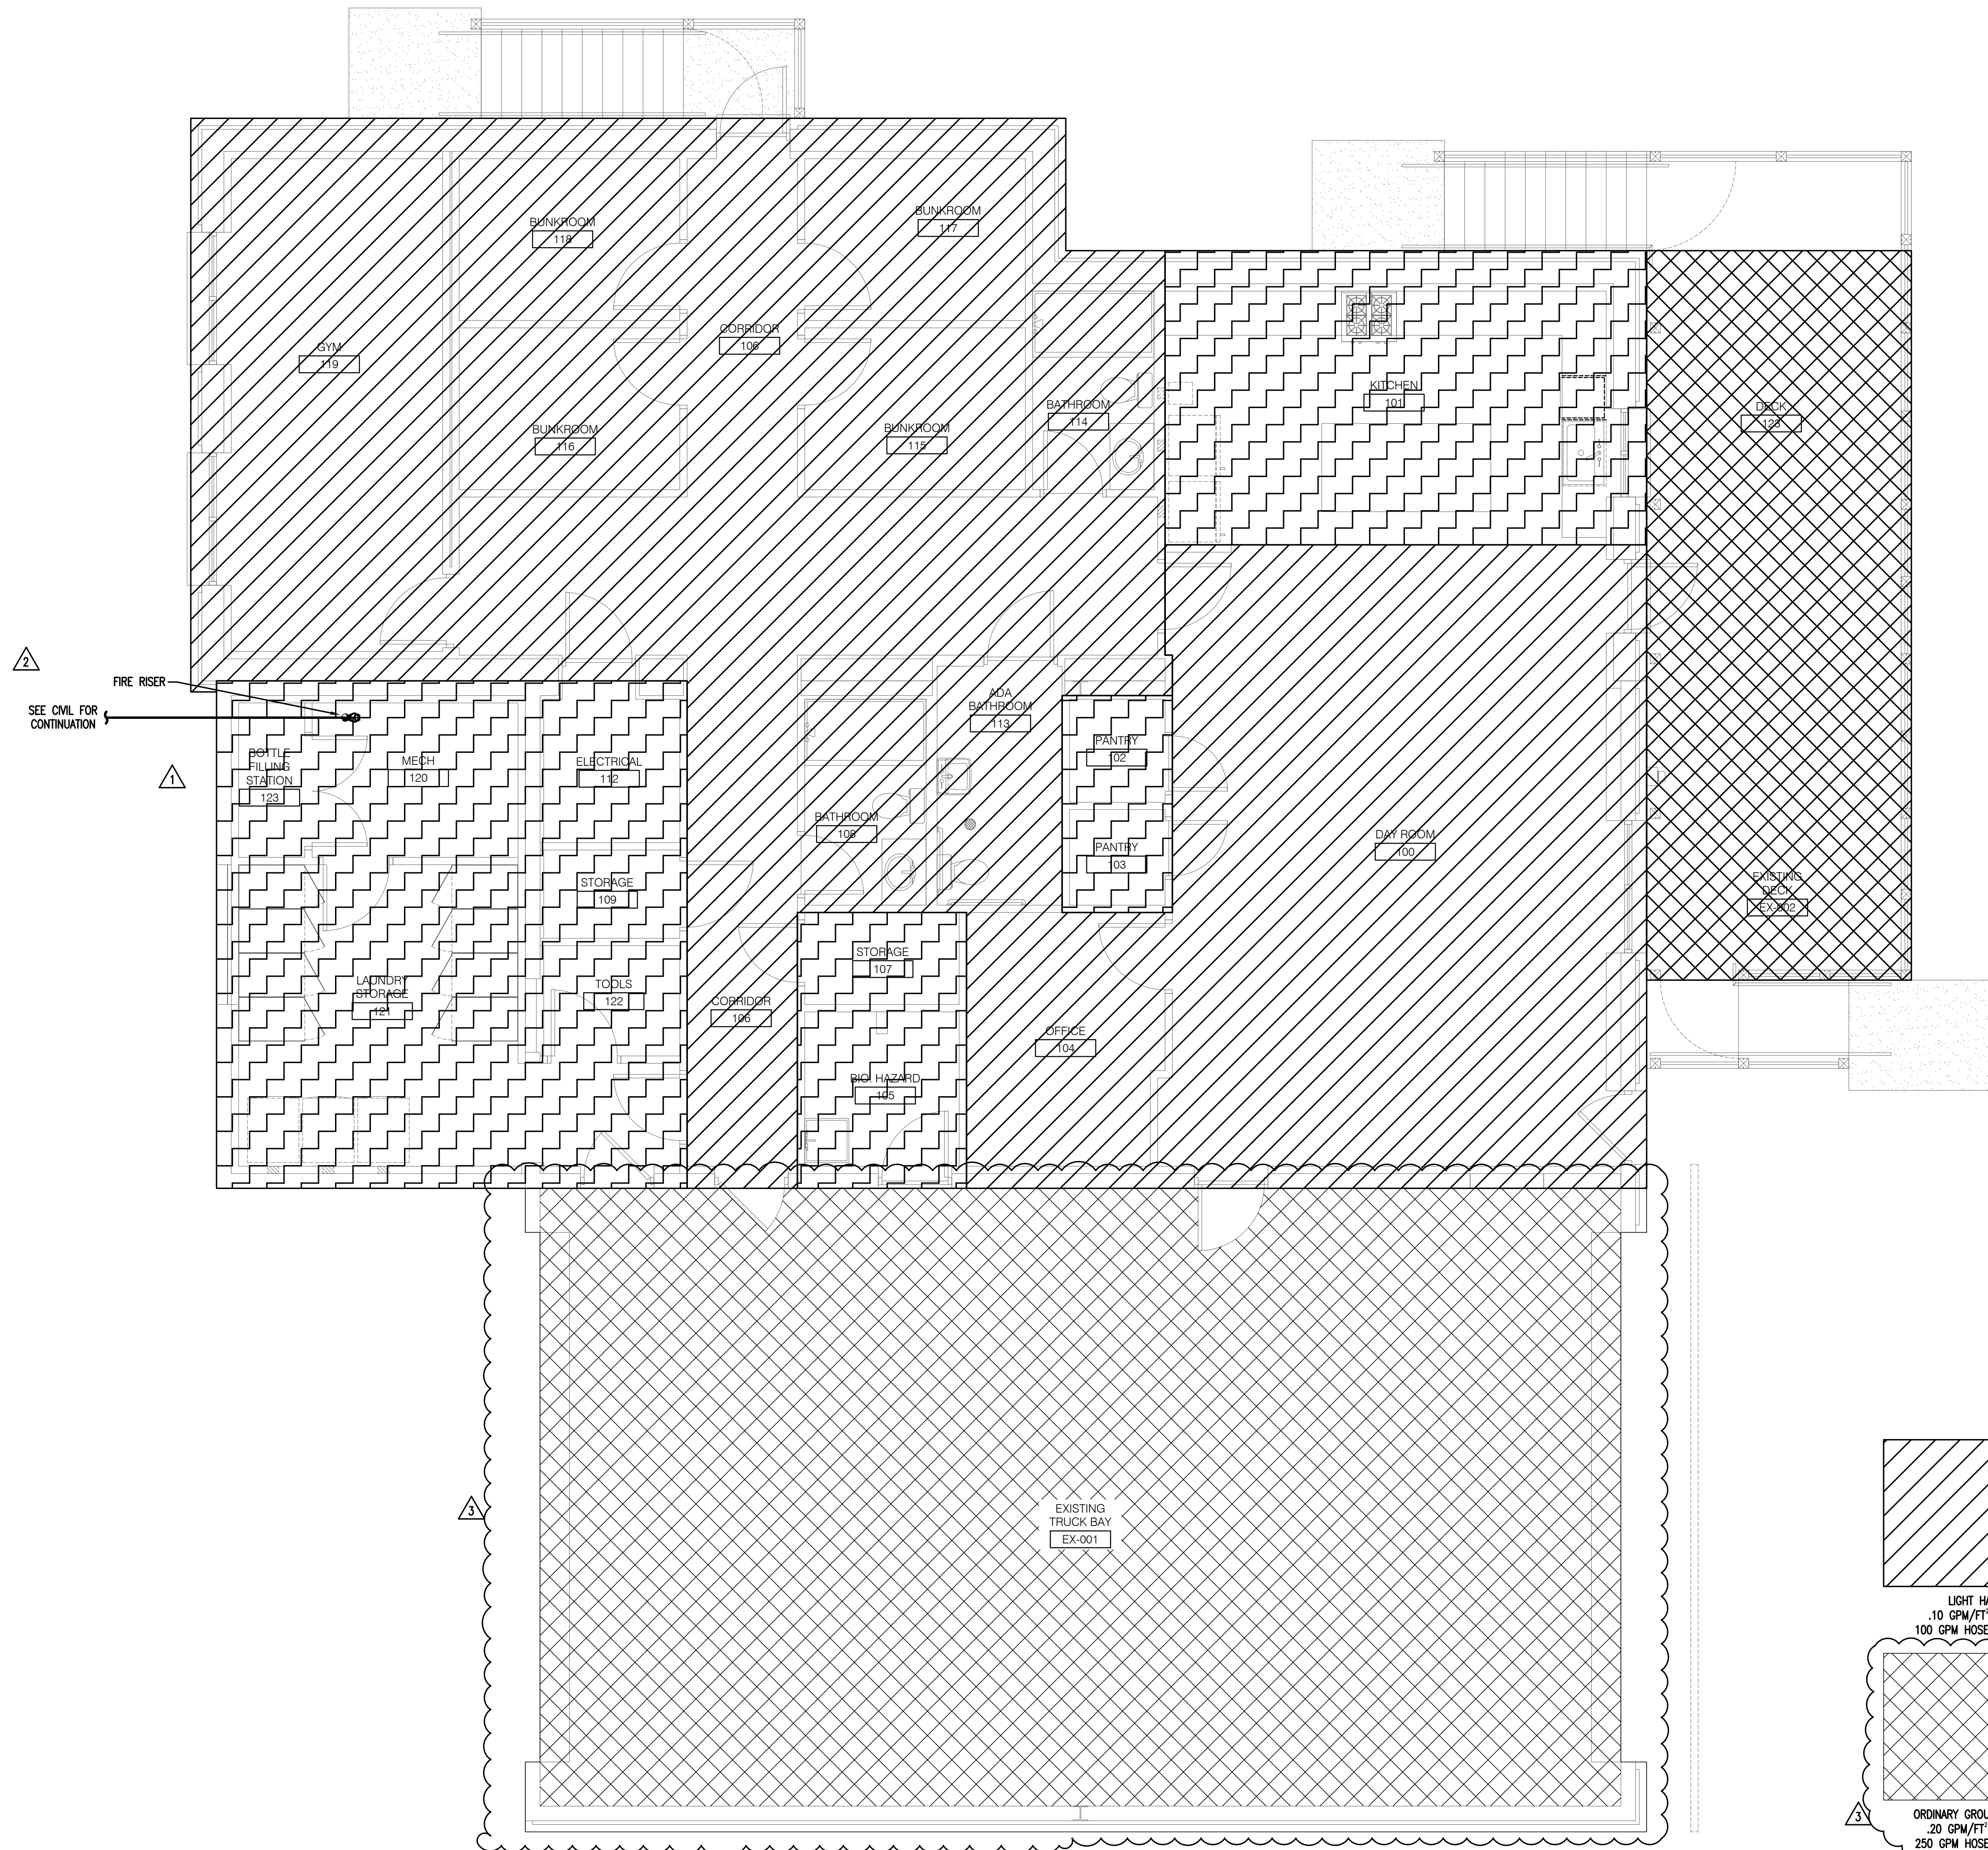 BUNKROOM
118
BUNKROOM
117
CORRIDOR
106
GYM
119
KITCHEN
101
BATHROOM
114
DECK
123
BUNKROOM
116
BUNKROOM
115
2
FIRE RISER
SEE CIVIL FOR
CONTINUATION
ADA
BATHROOM
113
1
BOTTLE
FILLING
STATION
123
MECH
120
ELECTRICAL
112
PANTRY
102
BATHROOM
108
DAY ROOM
100
PANTRY
103
STORAGE
109
EXISTING
DECK
EX-002
STORAGE
107
LAUNDRY
STORAGE
121
TOOLS
122
CORRIDOR
106
OFFICE
104
BIO. HAZARD
105
3
EXISTING
TRUCK BAY
EX-001
LIGHT HA
.10 GPM/FT²
100 GPM HOSE
3
ORDINARY GROU
.20 GPM/FT²
250 GPM HOSE